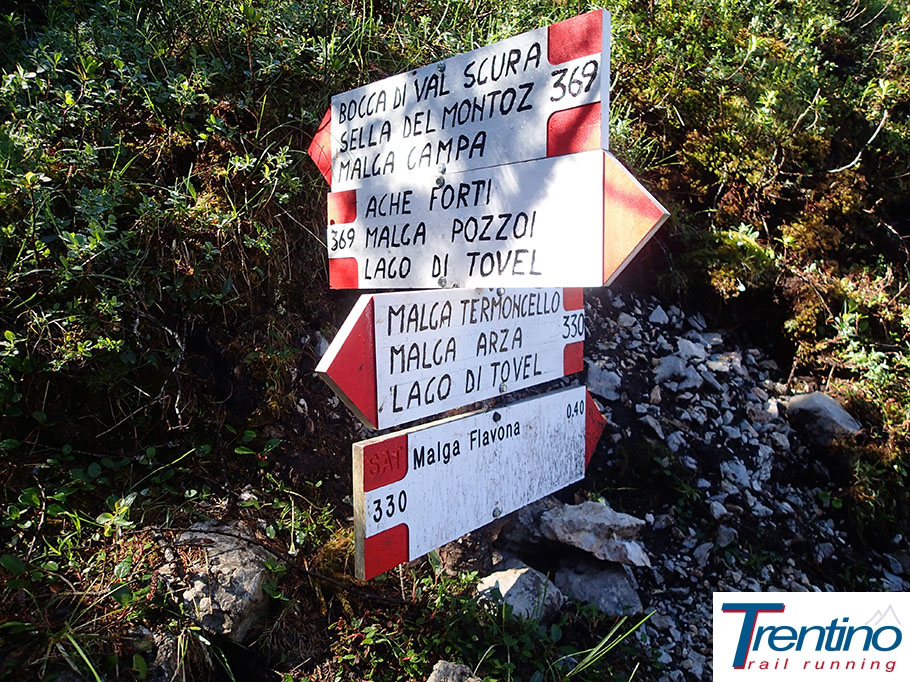 BOCCA DI VAL SCURA
SELLA DEL MONTOZ 369
MALGA CAMPA
ACHE FORTI
369 MALGA POZZOI
LAGO DI TOVEL
MALGA TERMONCELLO
MALGA ARZA 330
LAGO DI TOVEL
SAT Malga Flavona 0.40
330
Trentino
rail running